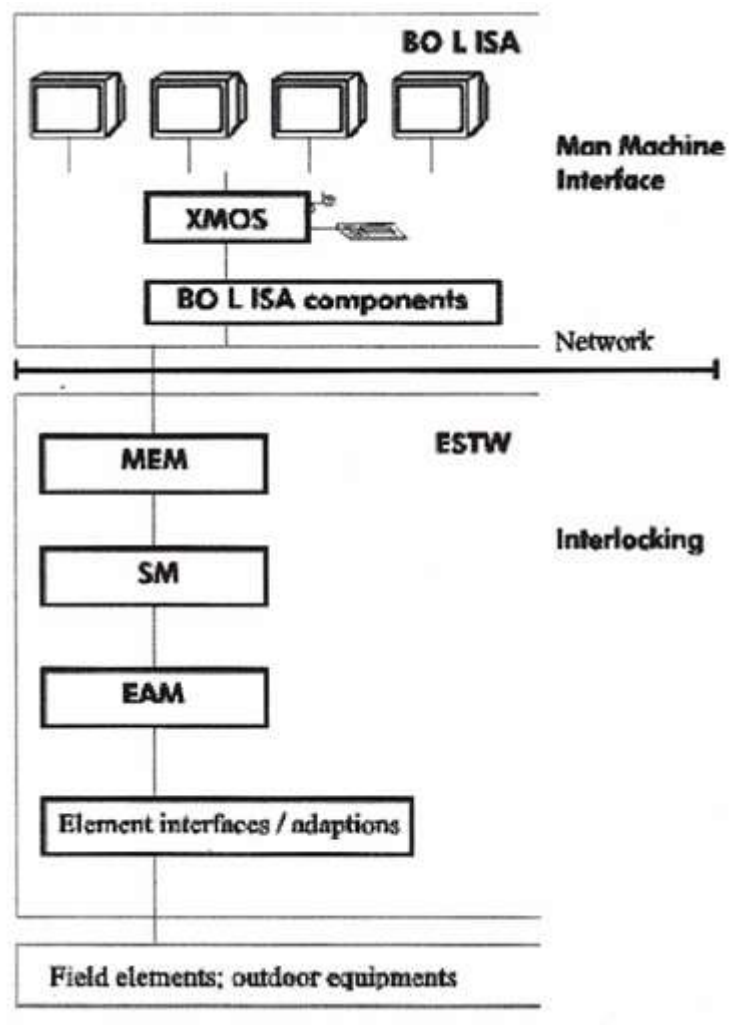 BO L ISA
Man Machine
Interface
XMOS
BO L ISA components
Network
MEM
ESTW
Interlocking
SM
EAM
Element interfaces / adaptions
Field elements; outdoor equipments